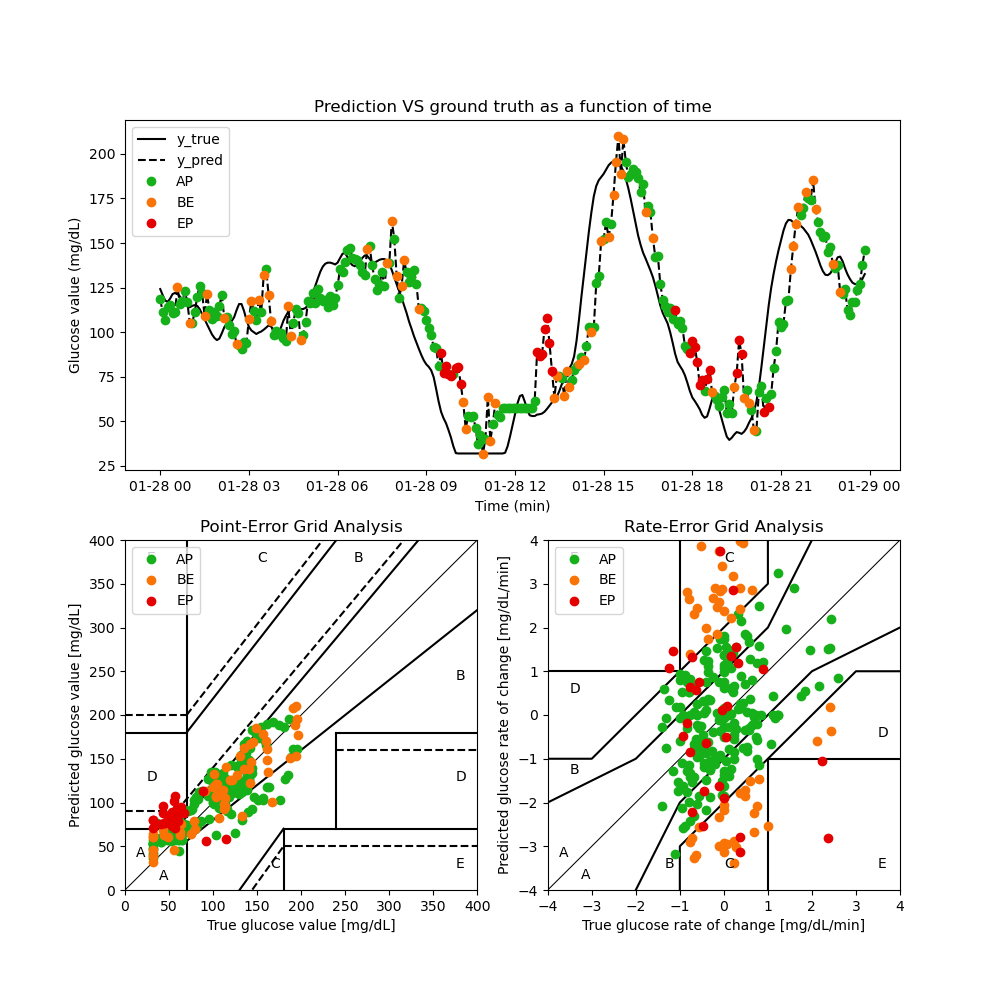 Prediction VS ground truth as a function of time
Glucose value (mg/dL)
200
175
150
125
100
75
50
25
y_true
y_pred
AP
BE
EP
01-28 00 01-28 03 01-28 06 01-28 09 01-28 12 01-28 15 01-28 18 01-28 21 01-29 00
Time (min)
Point-Error Grid Analysis
Predicted glucose value [mg/dL]
400
350
300
250
200
150
100
50
0
AP
BE
EP
C B
B
D D
A
A C E
0 50 100 150 200 250 300 350 400
True glucose value [mg/dL]
Rate-Error Grid Analysis
Predicted glucose rate of change [mg/dL/min]
4
3
2
1
0
−1
−2
−3
−4
AP
BE
EP
C
D
D
B
A
A B C E
−4 −3 −2 −1 0 1 2 3 4
True glucose rate of change [mg/dL/min]